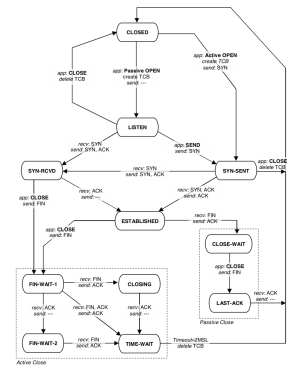 CLOSED
app: CLOSE
delete TCB
app: Passive OPEN
create TCB
send: ---
app: Active OPEN
create TCB
send: SYN
LISTEN
recv: SYN
send: SYN, ACK
app: SEND
send: SYN
SYN-RCVD
recv: SYN
send: SYN, ACK
SYN-SENT
app: CLOSE
delete TCB
app: CLOSE
send: FIN
recv: ACK
send: ---
recv: SYN, ACK
send: ACK
ESTABLISHED
app: CLOSE
send: FIN
recv: FIN
send: ACK
CLOSE-WAIT
app: CLOSE
send: FIN
LAST-ACK
recv: ACK
send: ---
Passive Close
FIN-WAIT-1
recv: FIN
send: ACK
CLOSING
recv: ACK
send: ---
recv: FIN, ACK
send: ACK
recv: ACK
send: ---
FIN-WAIT-2
recv: FIN
send: ACK
TIME-WAIT
Timeout=2MSL
delete TCB
Active Close